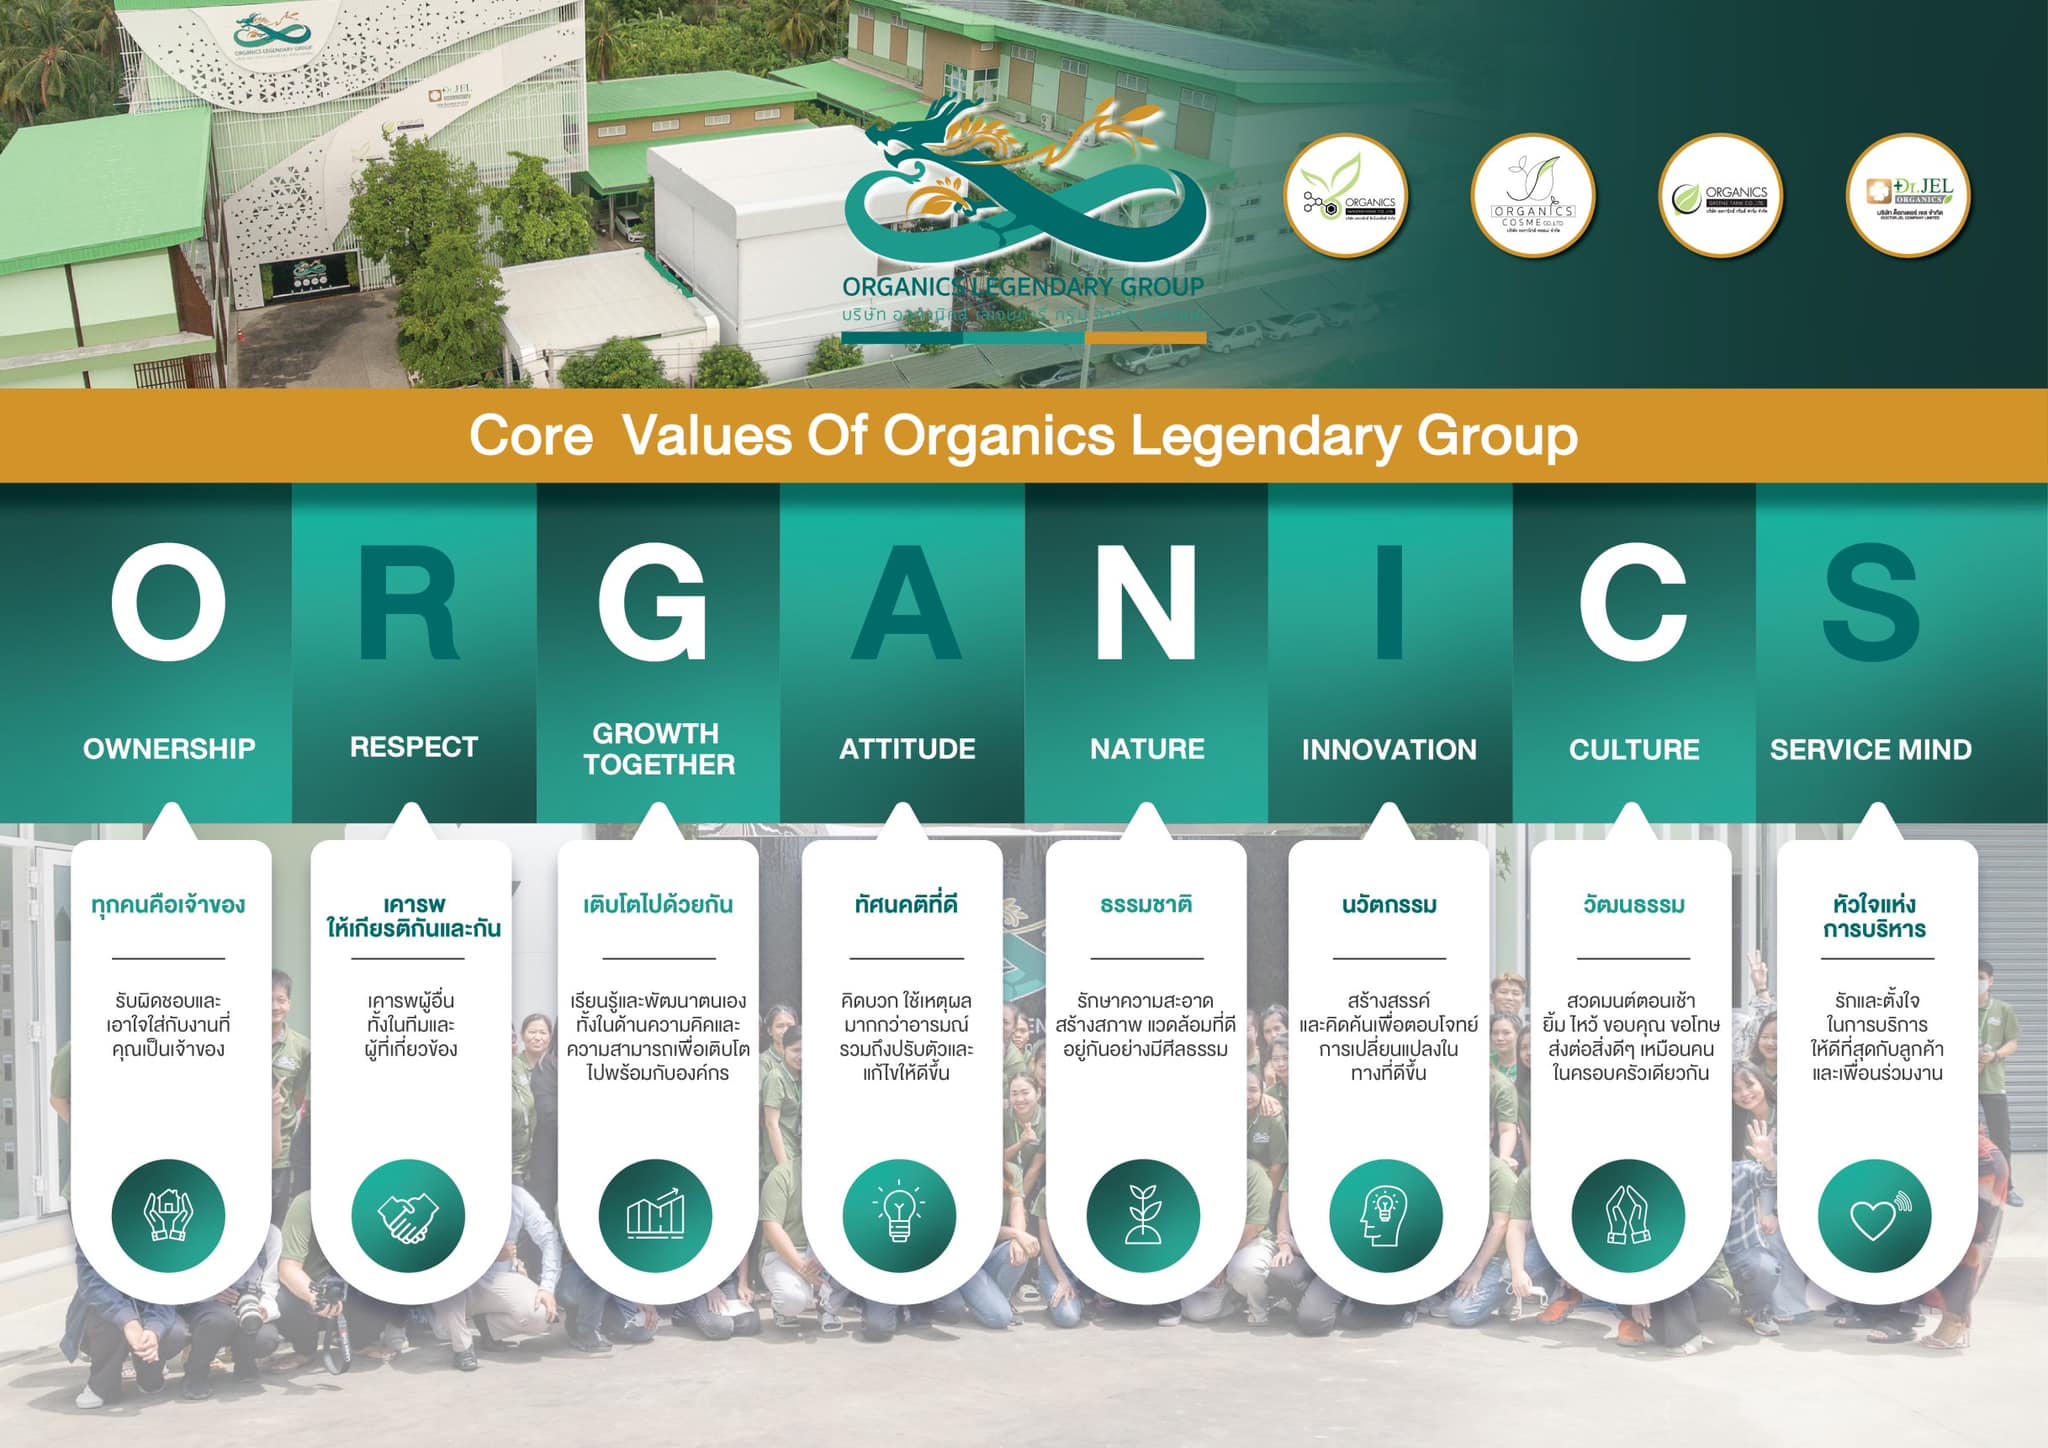 ORGANICS LEGENDARY GROUP
Dr.JEL
ORGANICS
ORGANICS LEGENDARY GROUP
ORGANICS
ORGANICS
COSME CO.,LTD
ORGANICS
GREENS FARM CO.,LTD.
Dr.JEL
ORGANICS
บริษัท ด็อกเตอร์ เจล จำกัด
DOCTOR JEL COMPANY LIMITED
Core Values Of Organics Legendary Group
O R G A N I C S
OWNERSHIP
RESPECT
GROWTH
TOGETHER
ATTITUDE
NATURE
INNOVATION
CULTURE
SERVICE MIND
ทุกคนคือเจ้าของ
รับผิดชอบและ
เอาใจใส่กับงานที่
คุณเป็นเจ้าของ
เคารพ
ให้เกียรติกันและกัน
เคารพผู้อื่น
ทั้งในทีมและ
ผู้ที่เกี่ยวข้อง
เติบโตไปด้วยกัน
เรียนรู้และพัฒนาตนเอง
ทั้งในด้านความคิดและ
ความสามารถเพื่อเติบโต
ไปพร้อมกับองค์กร
ทัศนคติที่ดี
คิดบวก ใช้เหตุผล
มากกว่าอารมณ์
รวมถึงปรับตัวและ
แก้ไขให้ดีขึ้น
ธรรมชาติ
รักษาความสะอาด
สร้างสภาพ แวดล้อมที่ดี
อยู่กันอย่างมีศีลธรรม
นวัตกรรม
สร้างสรรค์
และคิดค้นเพื่อตอบโจทย์
การเปลี่ยนแปลงใน
ทางที่ดีขึ้น
วัฒนธรรม
สวดมนต์ตอนเช้า
ยิ้ม ไหว้ ขอบคุณ ขอโทษ
ส่งต่อสิ่งดีๆ เหมือนคน
ในครอบครัวเดียวกัน
หัวใจแห่ง
การบริหาร
รักและตั้งใจ
ในการบริการ
ให้ดีที่สุดกับลูกค้า
และเพื่อนร่วมงาน